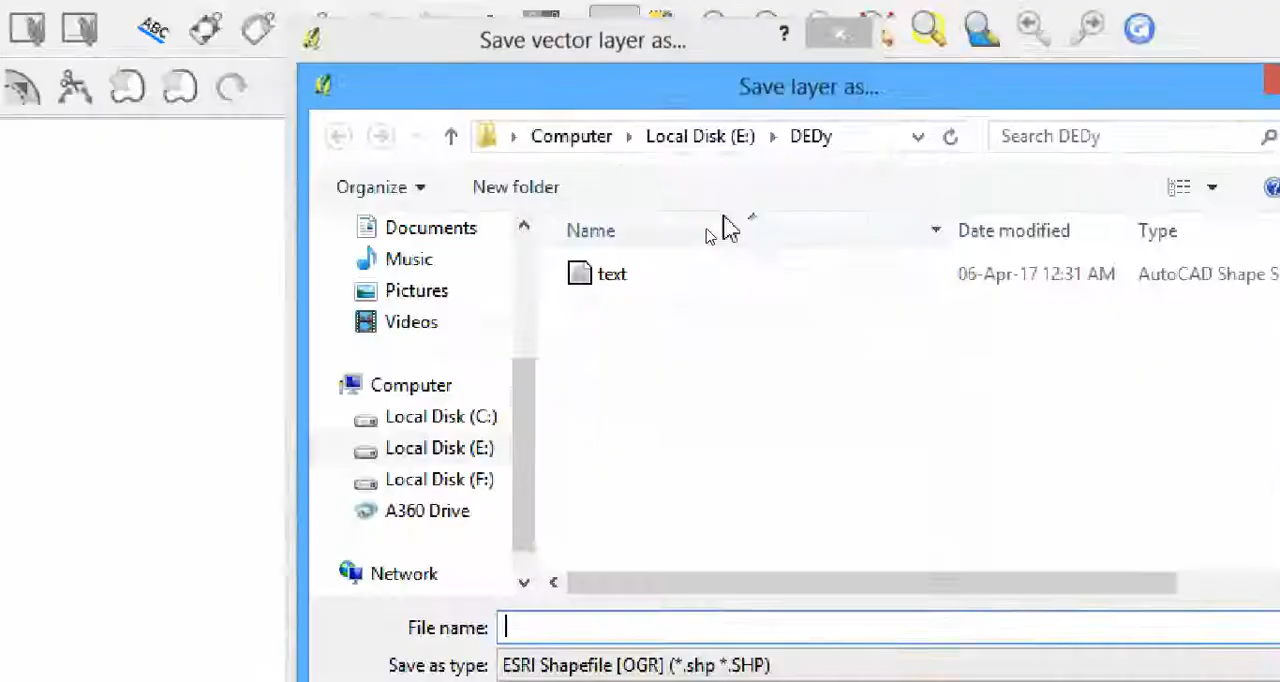 ABC
Save vector layer as...
?
Save layer as...
Computer Local Disk (E:) DEDy
Search DEDy
Organize
New folder
Documents
Music
Pictures
Videos
Computer
Local Disk (C:)
Local Disk (E:)
Local Disk (F:)
A360 Drive
Network
Name Date modified Type
text 06-Apr-17 12:31 AM AutoCAD Shape S
File name:
Save as type: ESRI Shapefile [OGR] (*.shp *.SHP)